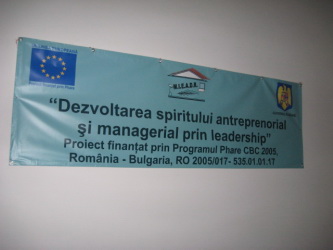 "Dezvoltarea spiritului antreprenorial
şi managerial prin leadership"
Proiect finanţat prin Programul Phare CBC 2005,
România - Bulgaria, RO 2005/017- 535.01.01.17